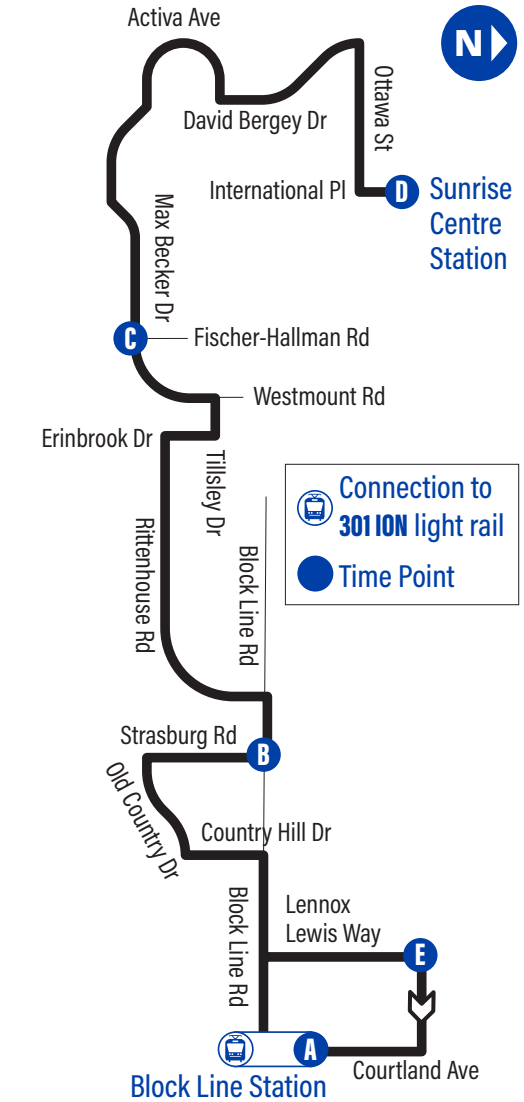 Activa Ave
N
Ottawa St
David Bergey Dr
International Pl
D
Sunrise
Centre
Station
Max Becker Dr
C
Fischer-Hallman Rd
Westmount Rd
Erinbrook Dr
Tillsley Dr
Connection to
301 ION light rail
Time Point
Rittenhouse Rd
Block Line Rd
Strasburg Rd
B
Old Country Dr
Country Hill Dr
Block Line Rd
Lennox
Lewis Way
E
A
Courtland Ave
Block Line Station